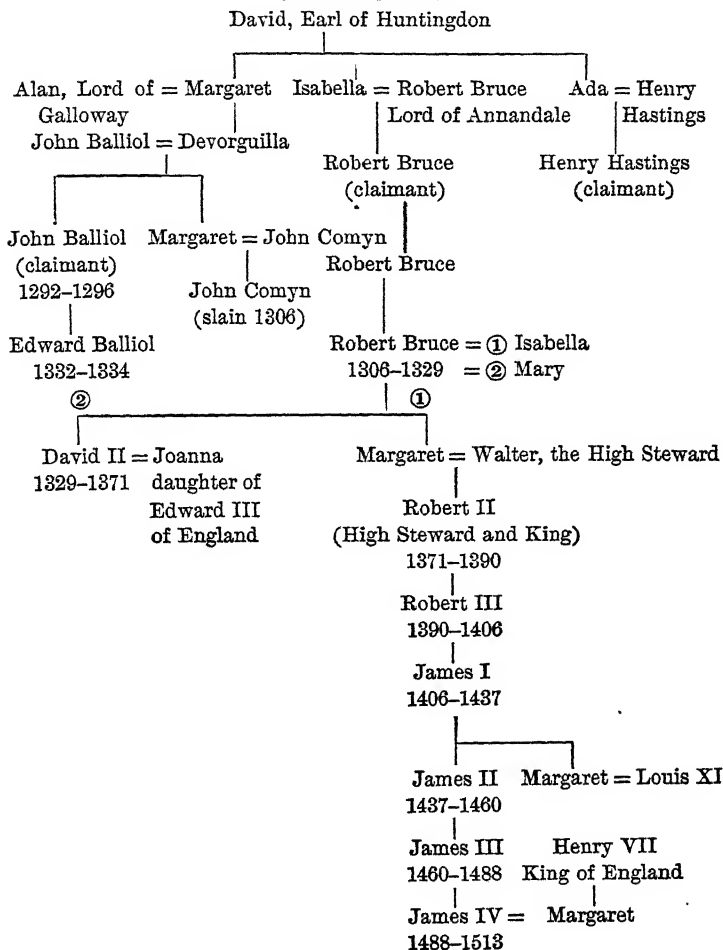 David, Earl of Huntingdon
Alan, Lord of = Margaret Isabella = Robert Bruce Ada = Henry
Galloway Lord of Annandale Hastings
John Balliol = Devorguilla
Robert Bruce Henry Hastings
(claimant) (claimant)
John Balliol Margaret = John Comyn
(claimant) Robert Bruce
1292–1296 John Comyn
(slain 1306)
Edward Balliol Robert Bruce = ① Isabella
1332–1334 1306–1329 = ② Mary
② ①
David II = Joanna Margaret = Walter, the High Steward
1329–1371 daughter of
Edward III Robert II
of England (High Steward and King)
1371–1390
Robert III
1390–1406
James I
1406–1437
James II Margaret = Louis XI
1437–1460
James III Henry VII
1460–1488 King of England
James IV = Margaret
1488–1513